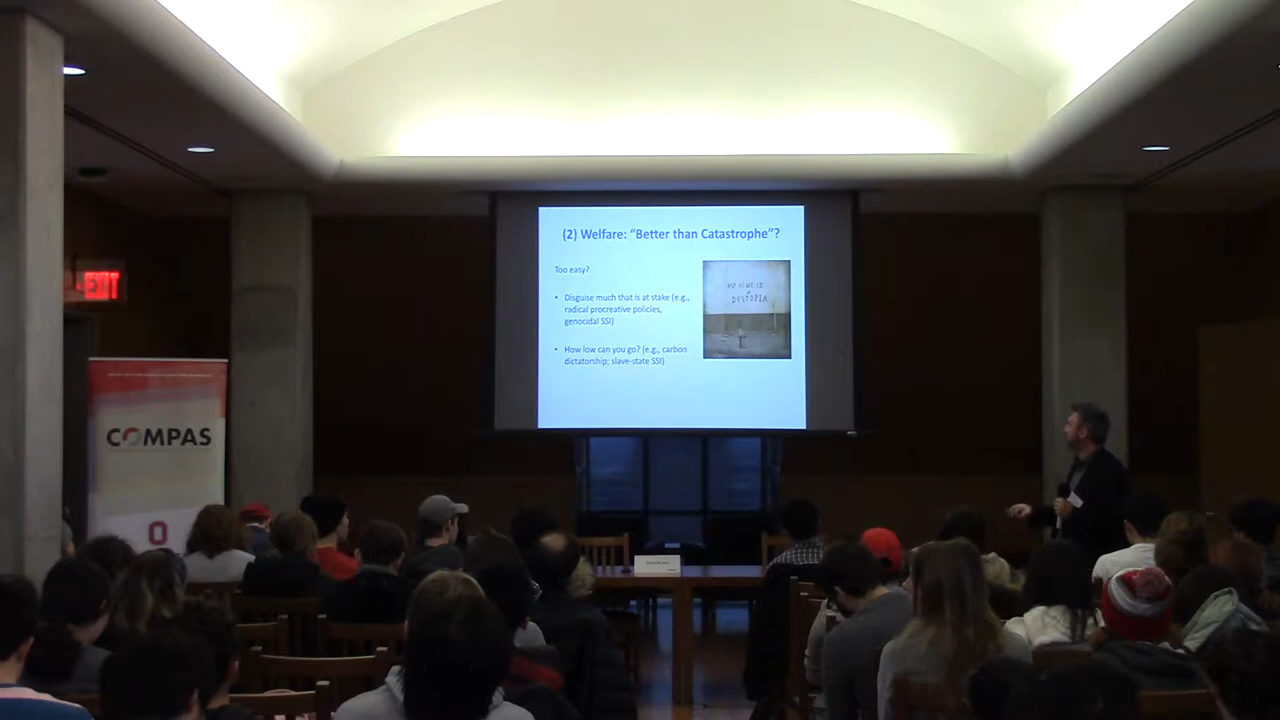 (2) Welfare: “Better than Catastrophe”?
Too easy?
• Disguise much that is at stake (e.g.,
radical procreative policies,
genocidal SSI)
• How low can you go? (e.g., carbon
dictatorship; slave-state SSI)
DYSTOPIA
EXIT
COMPAS
O